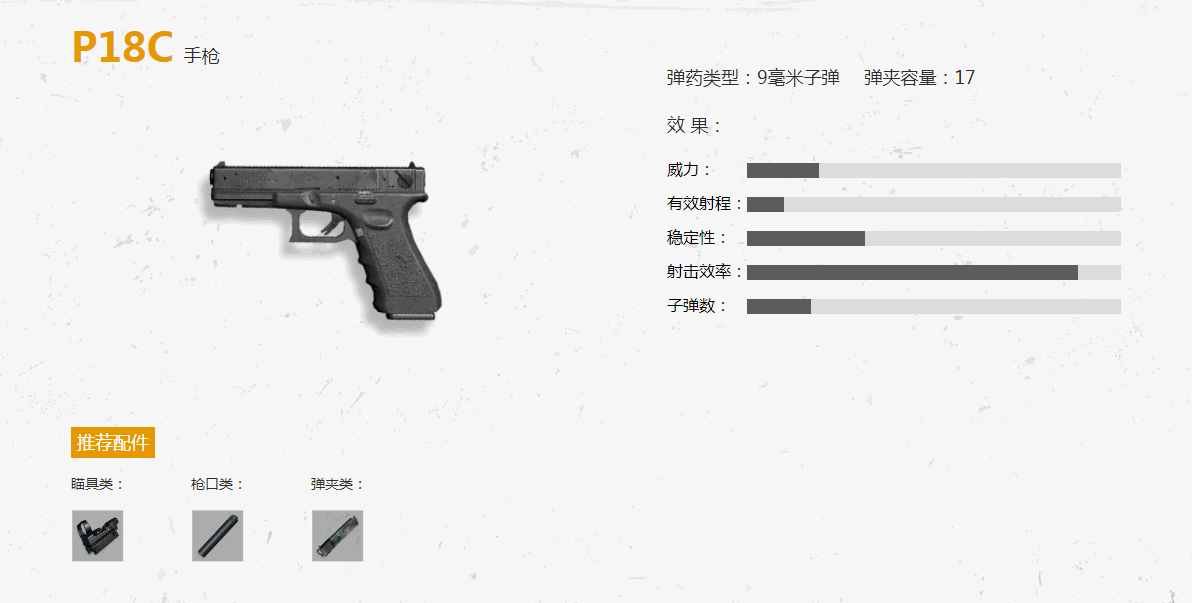 P18C 手枪
弹药类型：9毫米子弹 弹夹容量：17
效 果：
威力：
有效射程：
稳定性：
射击效率：
子弹数：
推荐配件
瞄具类： 枪口类： 弹夹类：